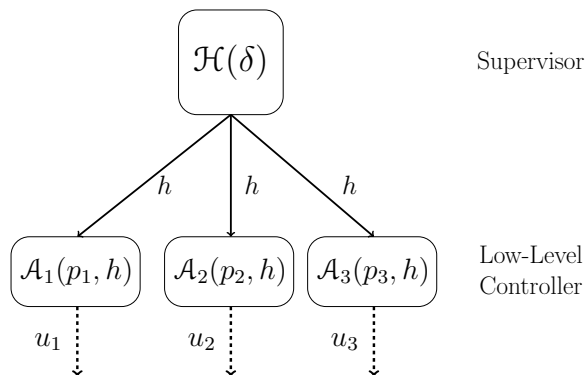 ℋ(δ)
Supervisor
h
h
h
𝒜₁(p₁, h)
𝒜₂(p₂, h)
𝒜₃(p₃, h)
Low-Level
Controller
u₁
u₂
u₃